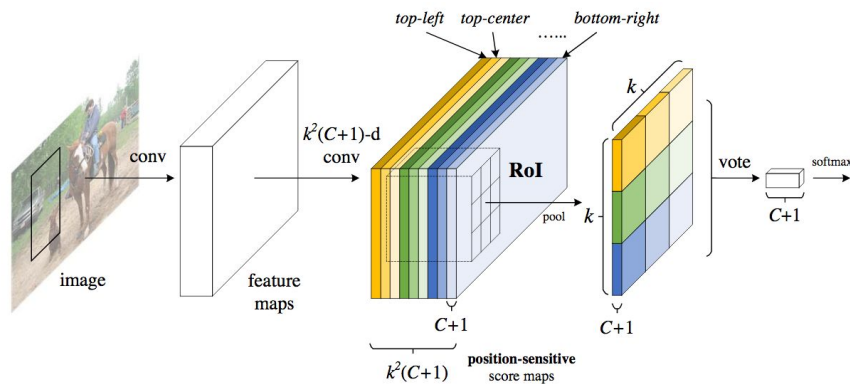 top-left top-center ...... bottom-right
conv
k²(C+1)-d
conv
RoI
pool
k
k
vote
softmax
C+1
image
feature
maps
C+1
C+1
k²(C+1)
position-sensitive
score maps